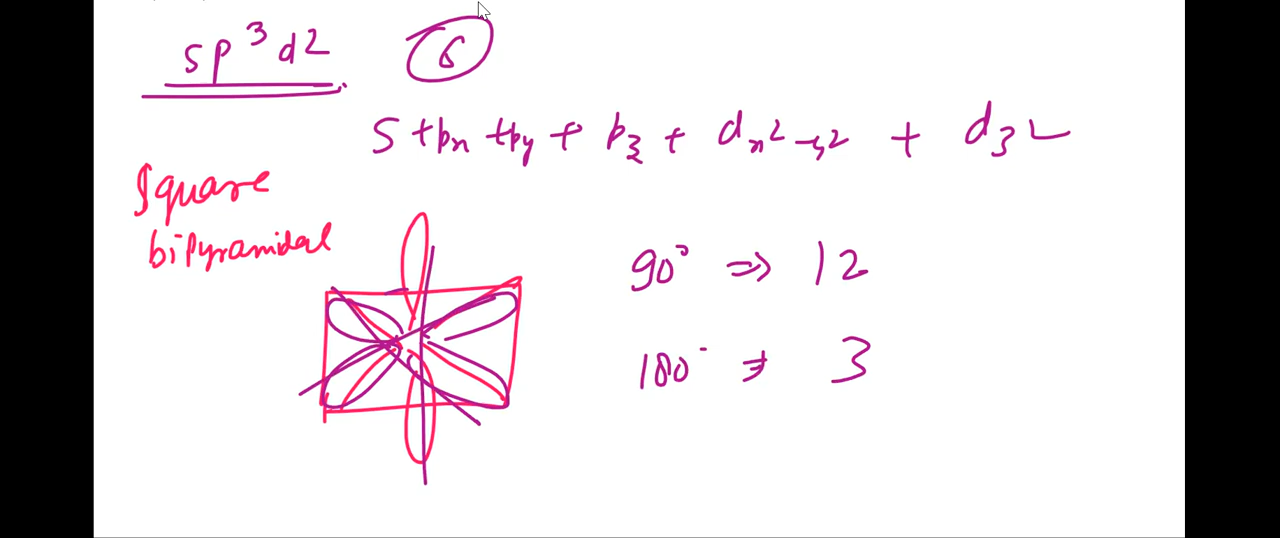 sp³d2 6
S + px + py + pz + dx²-y² + dz²
Square
bipyramidal
90° ⇒ 12
180° ⇒ 3